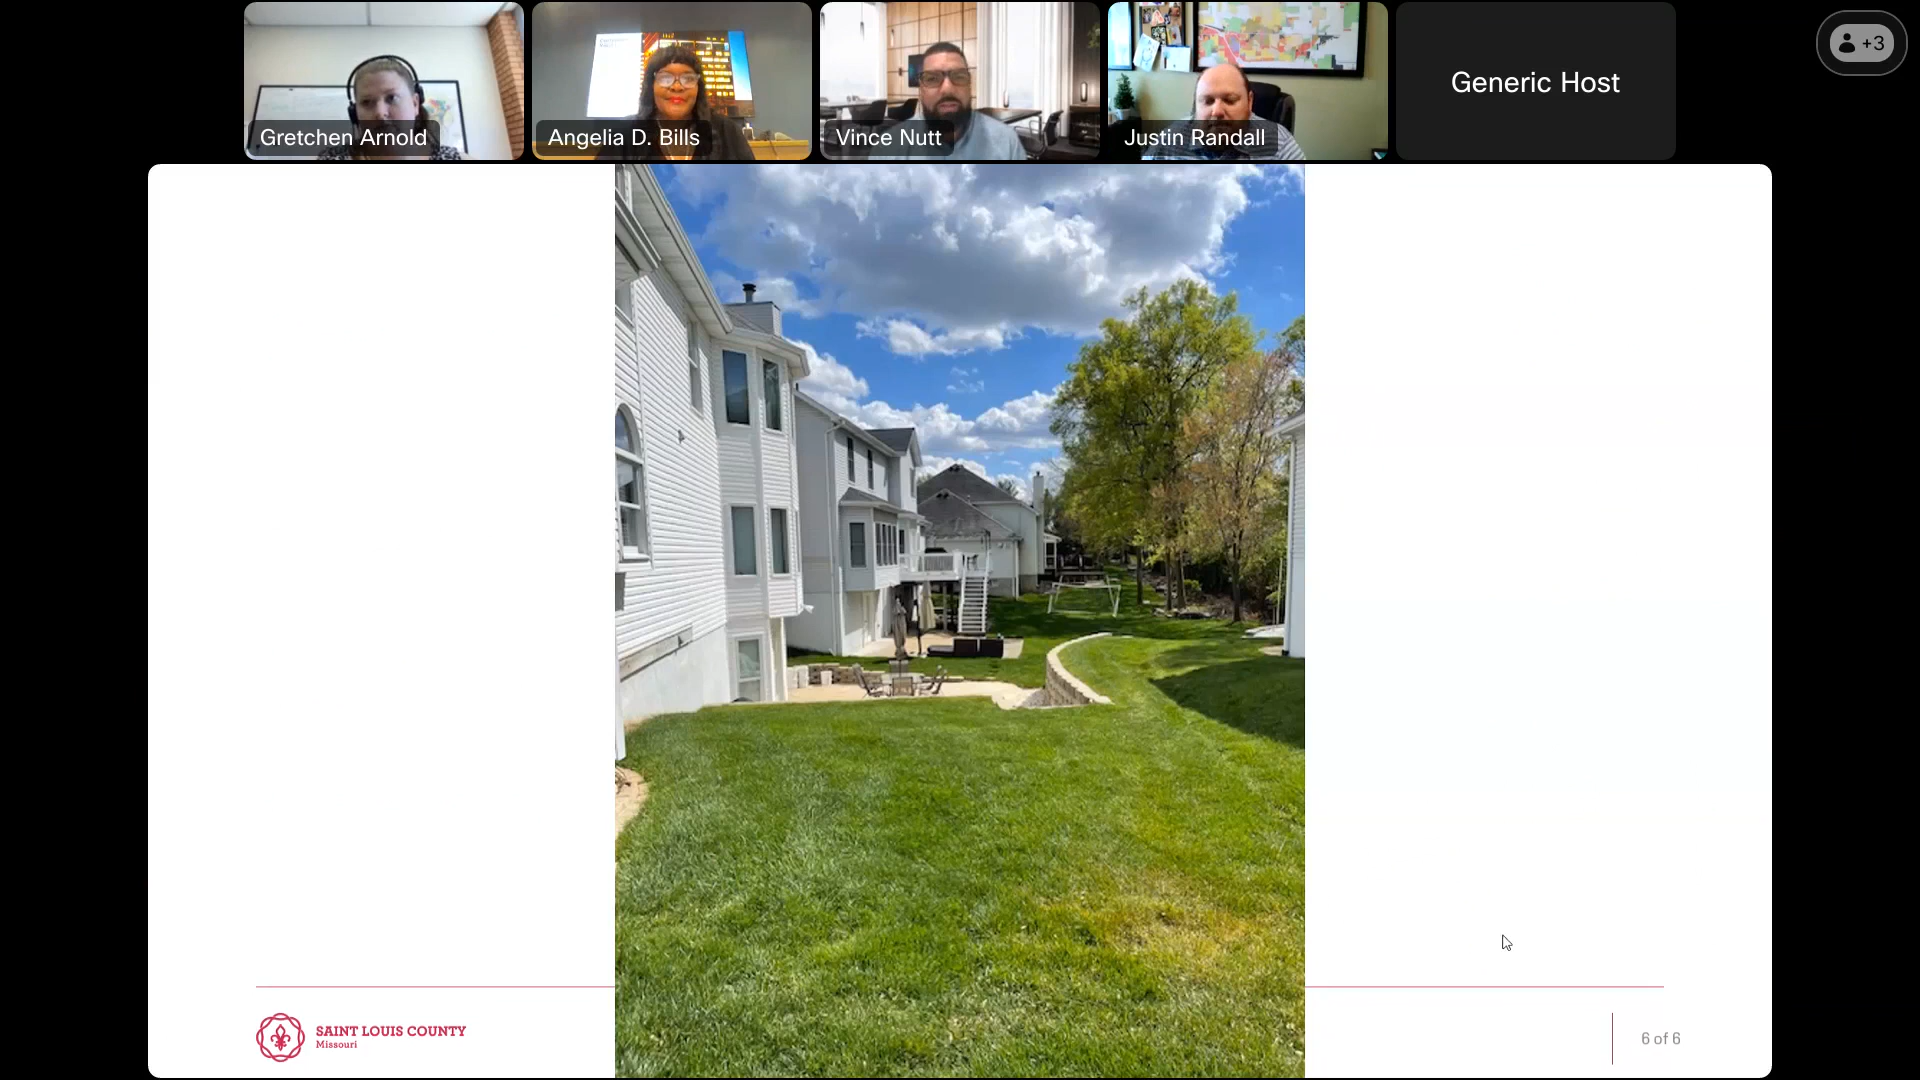 Gretchen Arnold
Angelia D. Bills
Vince Nutt
Justin Randall
Generic Host
+3
SAINT LOUIS COUNTY
Missouri
6 of 6